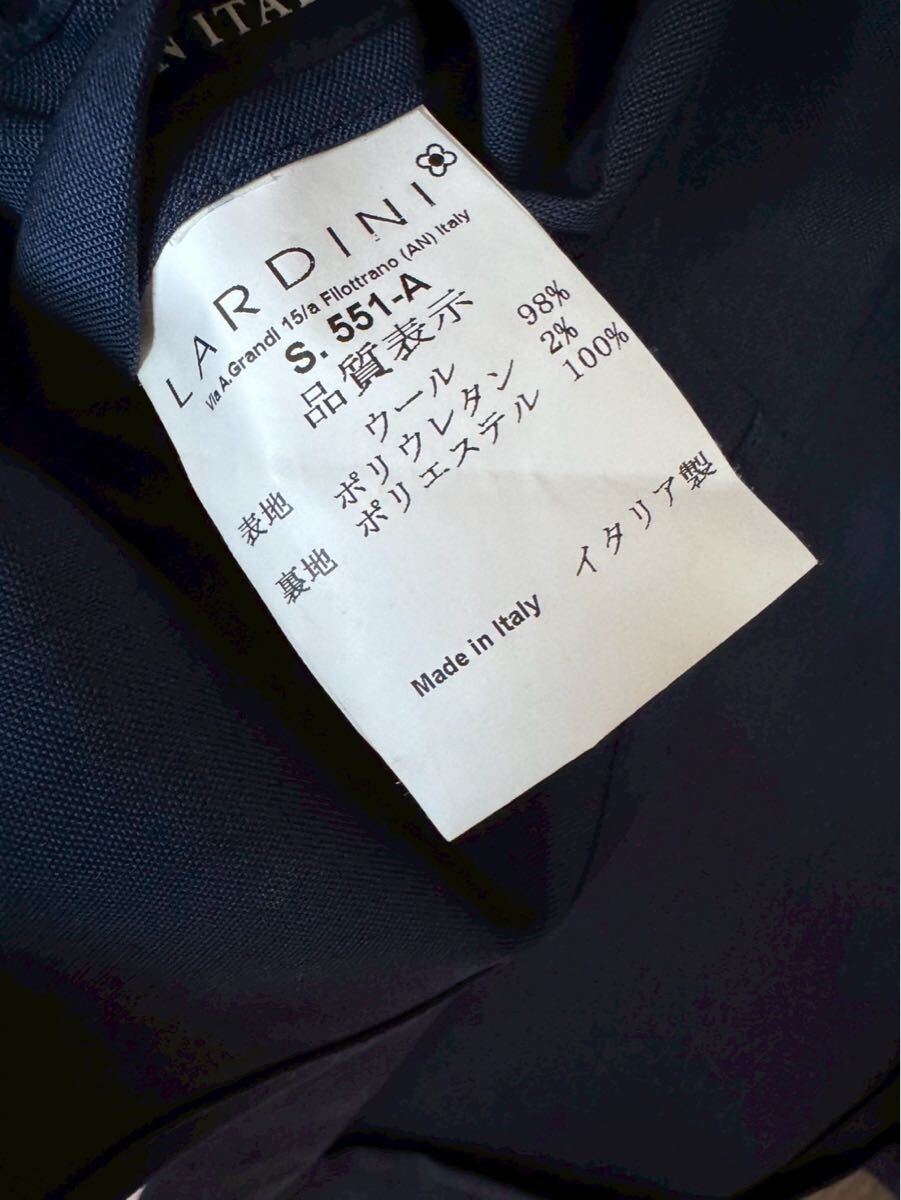 N ITA
LARDINI
Via A.Grandi 15/a Filottrano (AN) Italy
S. 551-A
品質表示
表地 ウール 98%
ポリウレタン 2%
裏地 ポリエステル 100%
Made in Italy イタリア製